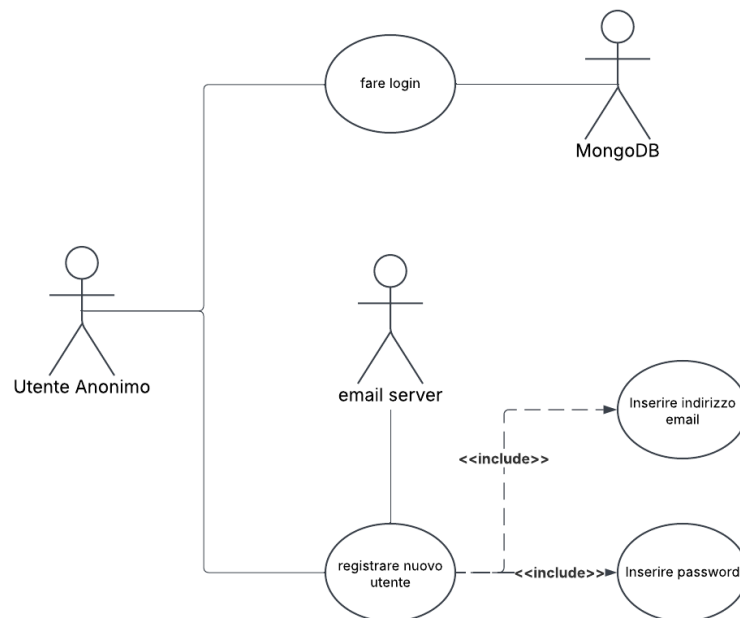 fare login
MongoDB
Utente Anonimo
email server
Inserire indirizzo
email
<<include>>
registrare nuovo
utente
<<include>>
Inserire password